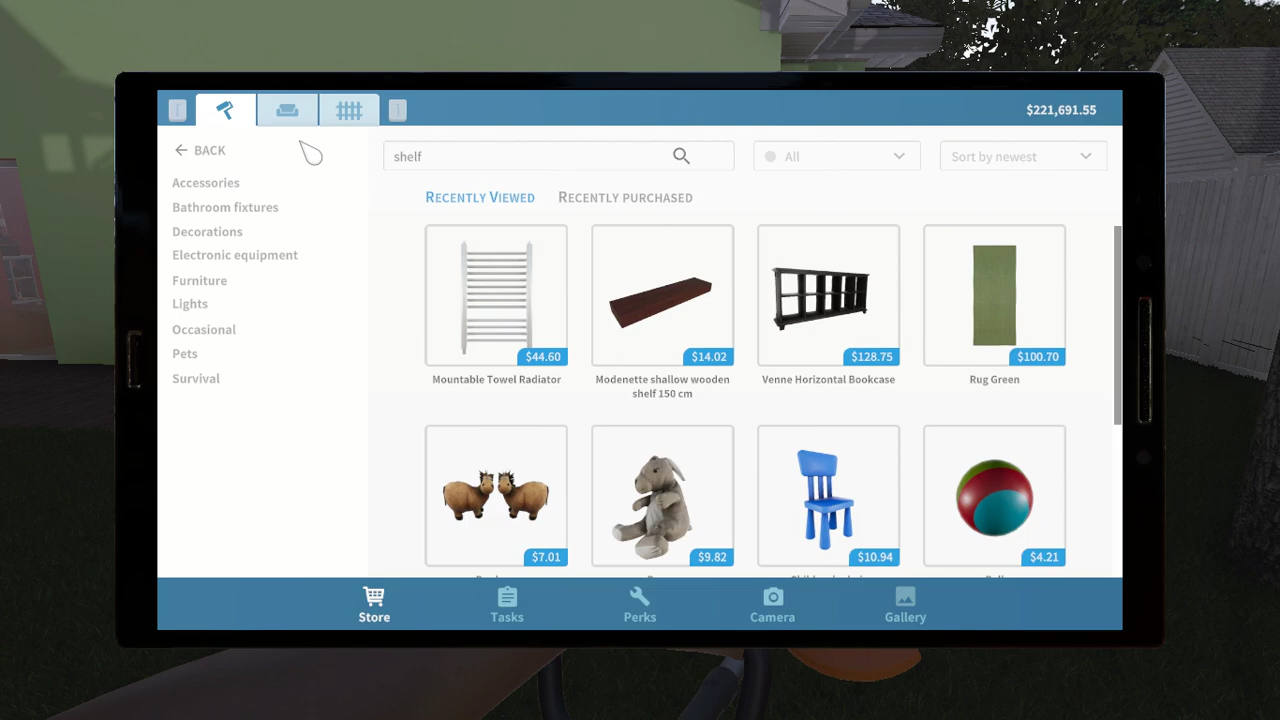 $221,691.55
BACK
shelf
All
Sort by newest
Accessories
Bathroom fixtures
Decorations
Electronic equipment
Furniture
Lights
Occasional
Pets
Survival
RECENTLY VIEWED
RECENTLY PURCHASED
$44.60
$14.02
$128.75
$100.70
Mountable Towel Radiator
Modenette shallow wooden
shelf 150 cm
Venne Horizontal Bookcase
Rug Green
$7.01
$9.82
$10.94
$4.21
Store
Tasks
Perks
Camera
Gallery